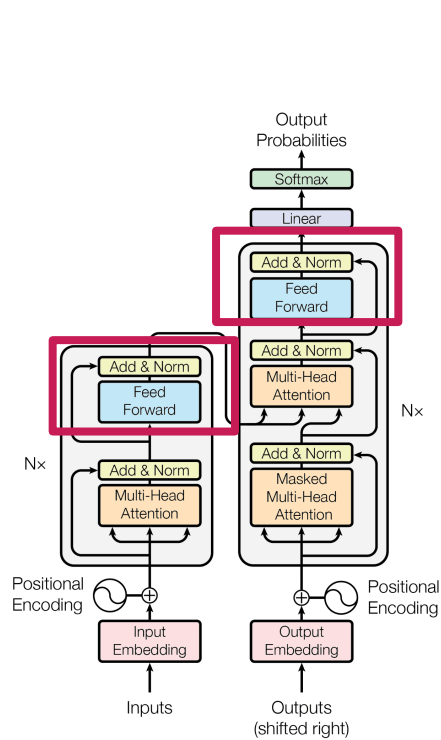 Output
Probabilities
Softmax
Linear
Add & Norm
Feed
Forward
Add & Norm
Multi-Head
Attention
Add & Norm
Masked
Multi-Head
Attention
N×
Positional
Encoding
Output
Embedding
Outputs
(shifted right)
Add & Norm
Feed
Forward
Add & Norm
Multi-Head
Attention
N×
Positional
Encoding
Input
Embedding
Inputs